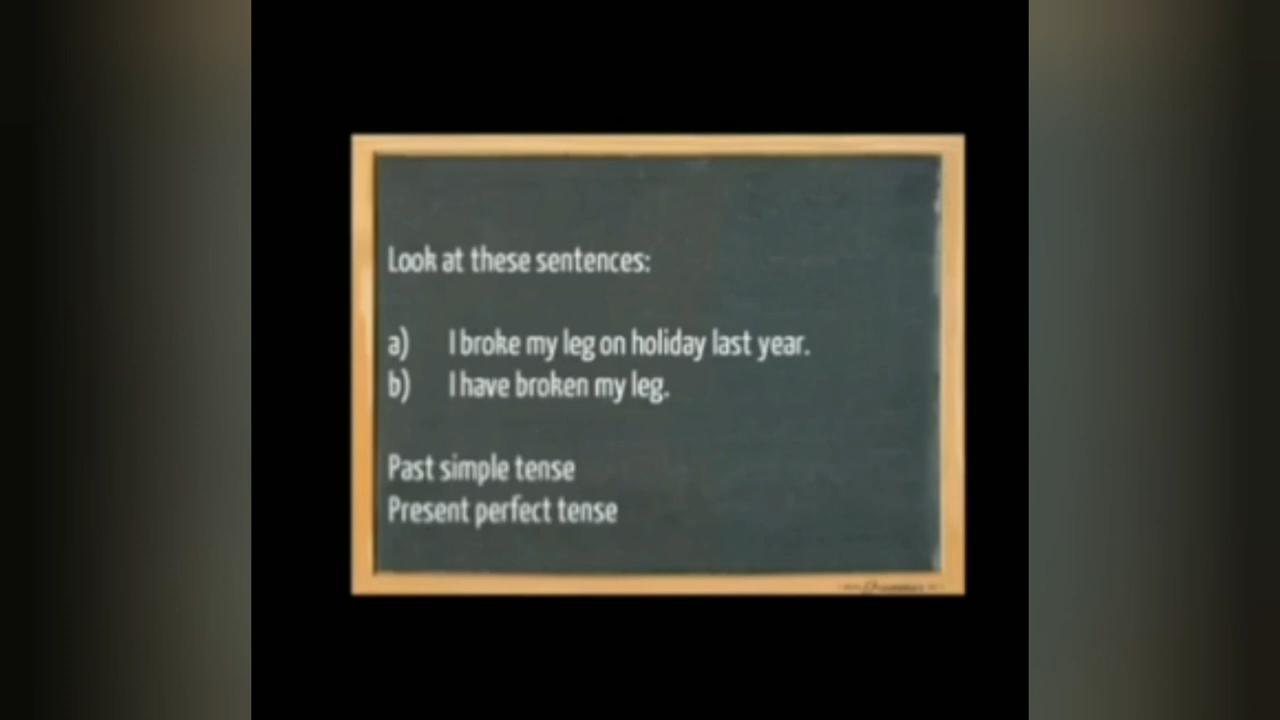 Look at these sentences:
a) I broke my leg on holiday last year.
b) I have broken my leg.
Past simple tense
Present perfect tense